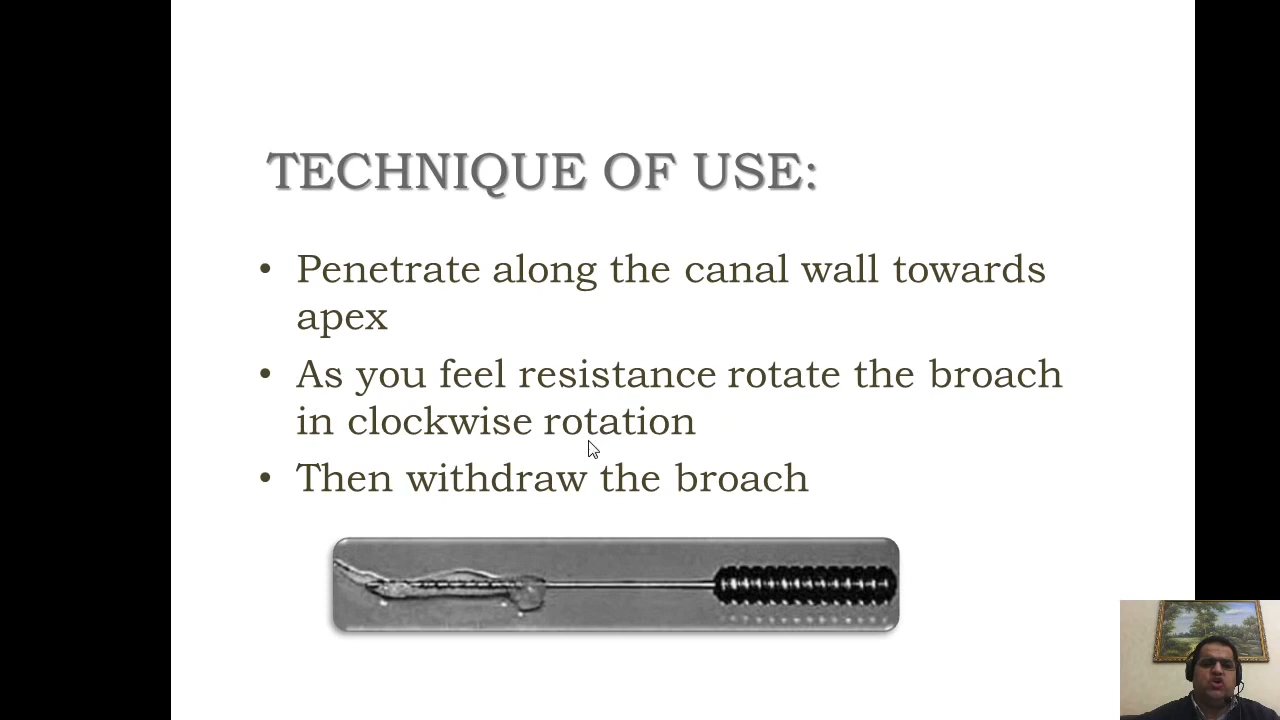 TECHNIQUE OF USE:
• Penetrate along the canal wall towards
apex
• As you feel resistance rotate the broach
in clockwise rotation
• Then withdraw the broach